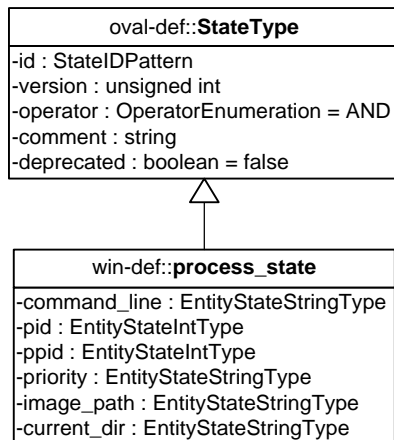 oval-def::StateType
-id : StateIDPattern
-version : unsigned int
-operator : OperatorEnumeration = AND
-comment : string
-deprecated : boolean = false
win-def::process_state
-command_line : EntityStateStringType
-pid : EntityStateIntType
-ppid : EntityStateIntType
-priority : EntityStateStringType
-image_path : EntityStateStringType
-current_dir : EntityStateStringType